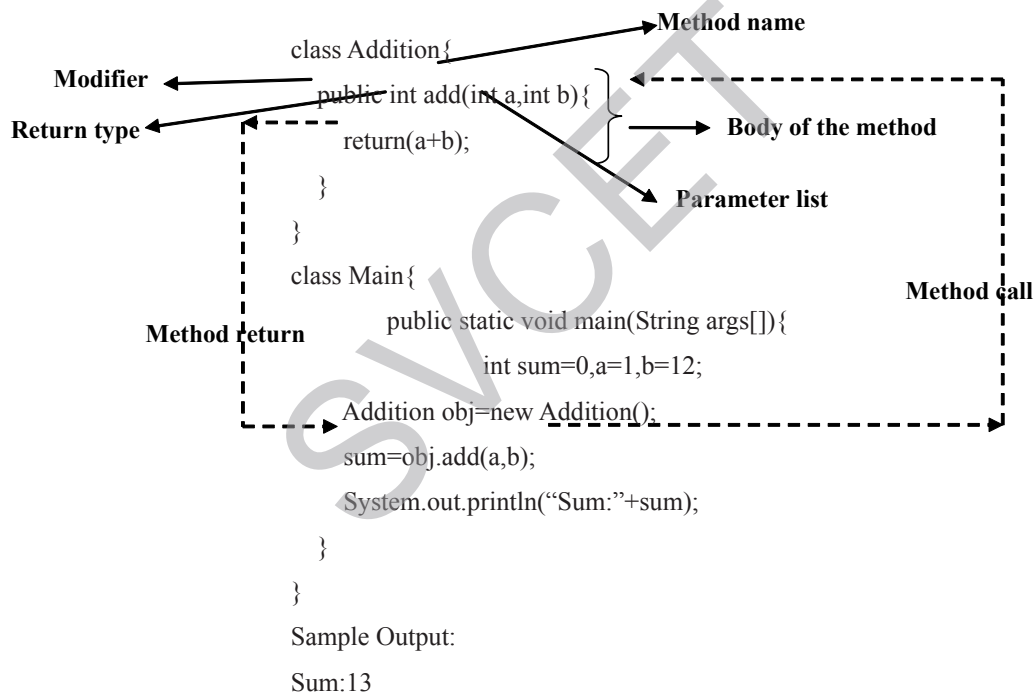 Method name
class Addition{
Modifier
public int add(int a,int b){
Return type
Body of the method
return(a+b);
}
Parameter list
}
class Main{
Method call
public static void main(String args[]){
Method return
int sum=0,a=1,b=12;
Addition obj=new Addition();
sum=obj.add(a,b);
System.out.println(“Sum:”+sum);
}
}
Sample Output:
Sum:13
SVCET